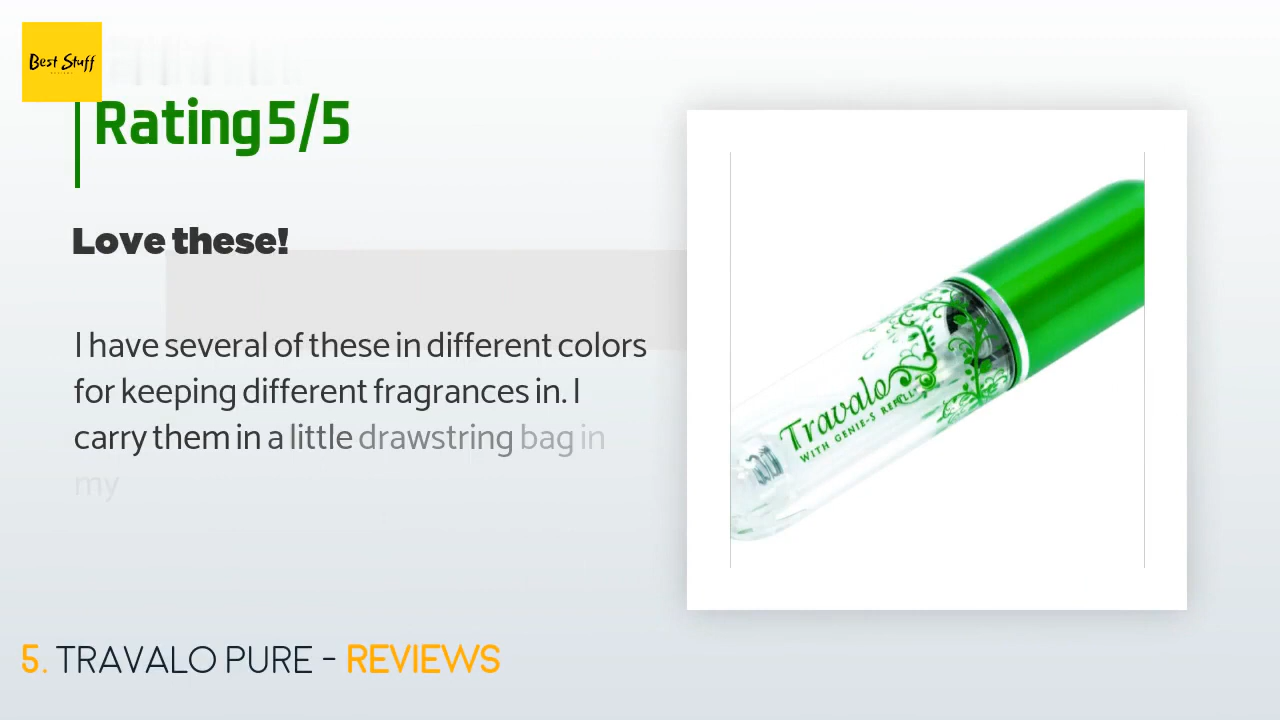 Best Stuff
Rating 5/5
Love these!
I have several of these in different colors
for keeping different fragrances in. I
carry them in a little drawstring bag in
my
Travalo
WITH GENIE-S REFILL
5. TRAVALO PURE - REVIEWS